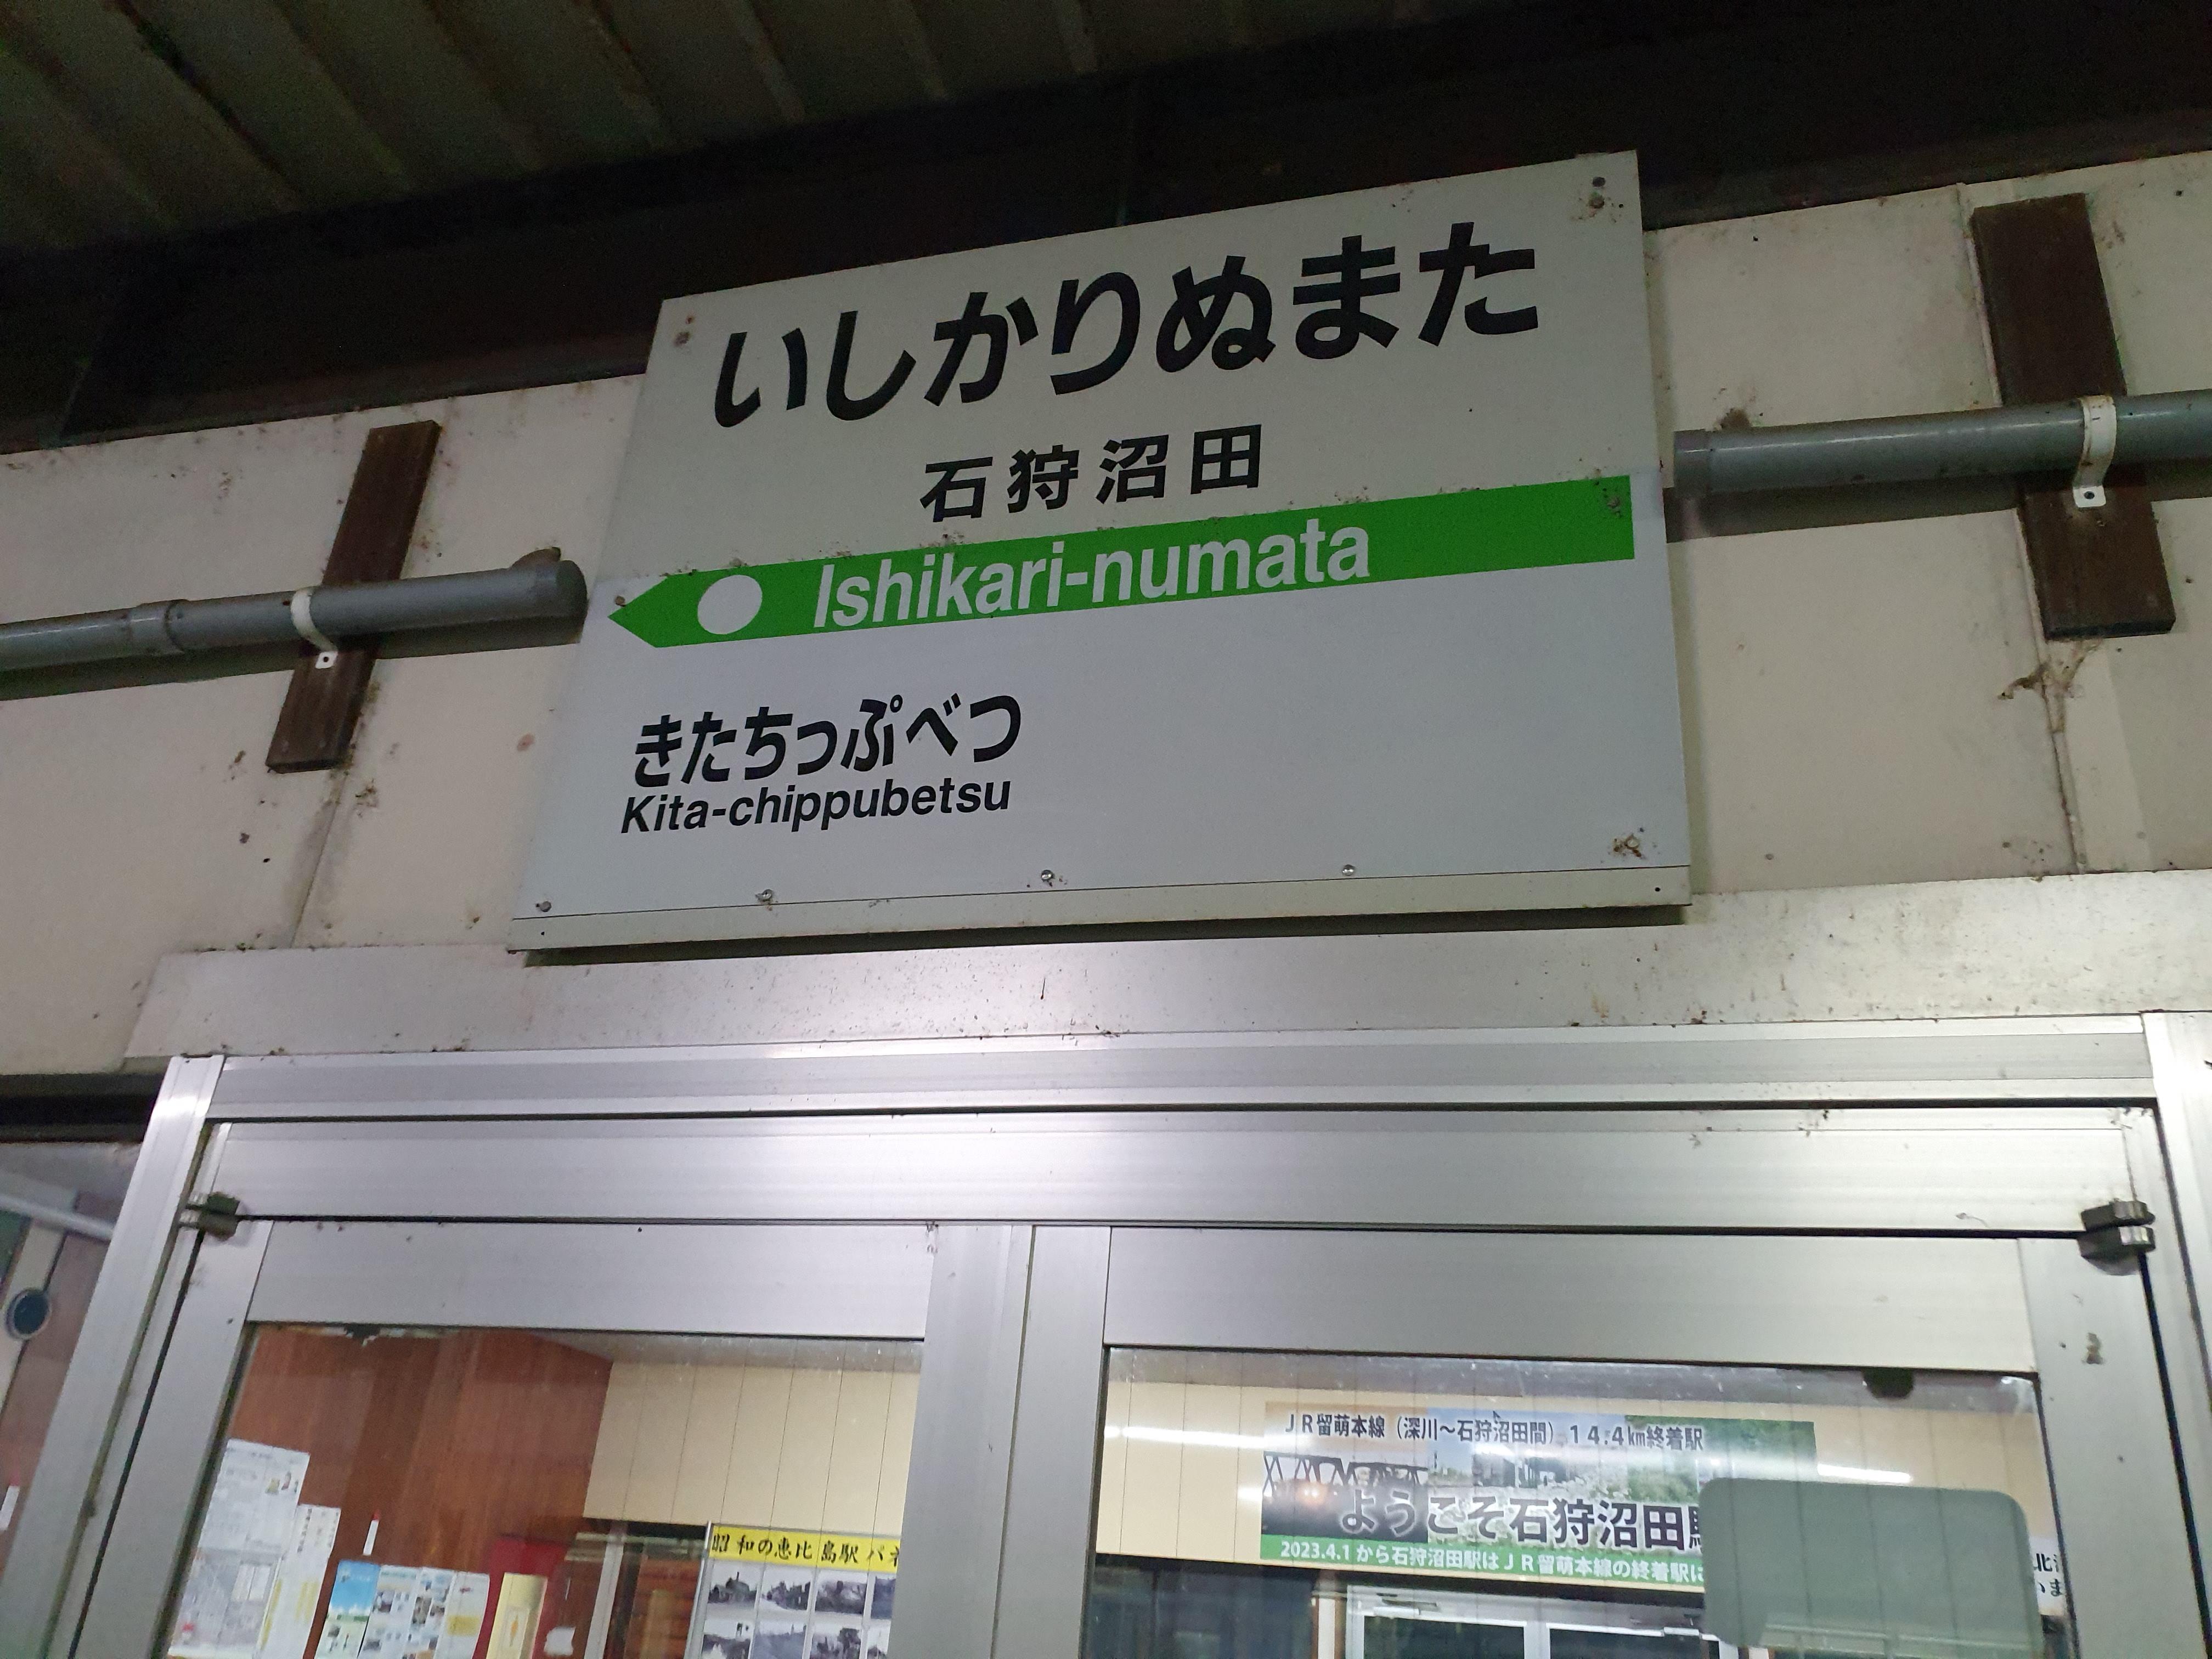 いしかりぬまた
石狩沼田
Ishikari-numata
きたちっぷべつ
Kita-chippubetsu
JR留萌本線（深川～石狩沼田間）14.4㎞終着駅
ようこそ石狩沼田駅
2023.4.1から石狩沼田駅はJR留萌本線の終着駅に
昭和の恵比島駅パネ